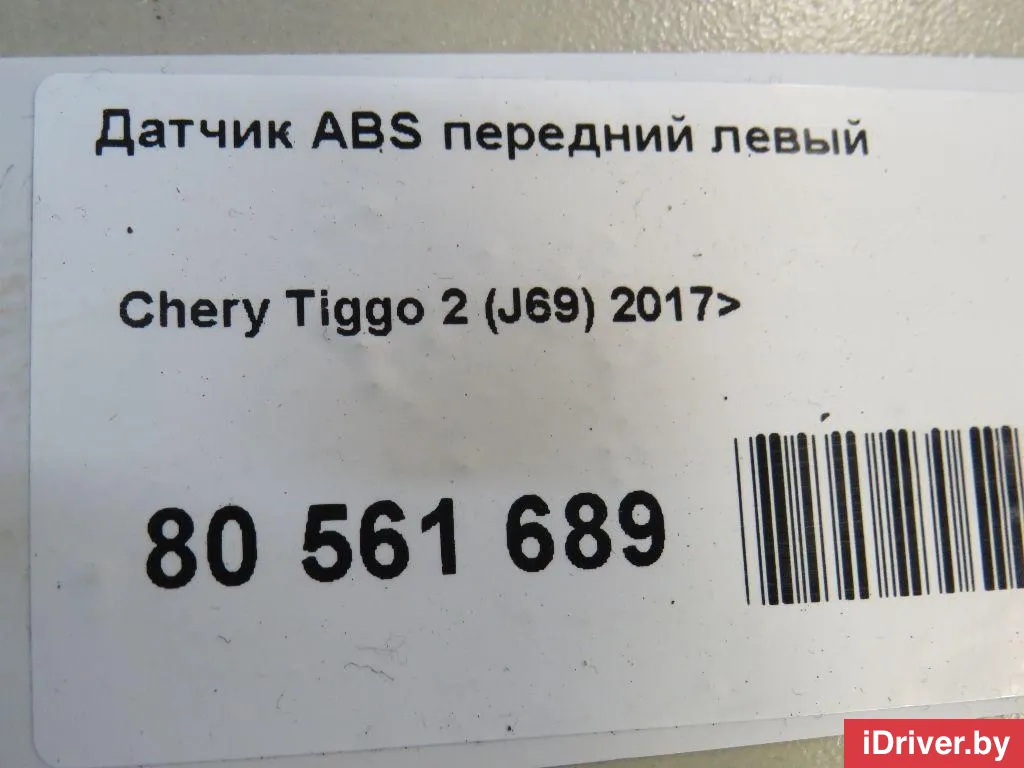 Датчик ABS передний левый
Chery Tiggo 2 (J69) 2017>
80 561 689
iDriver.by